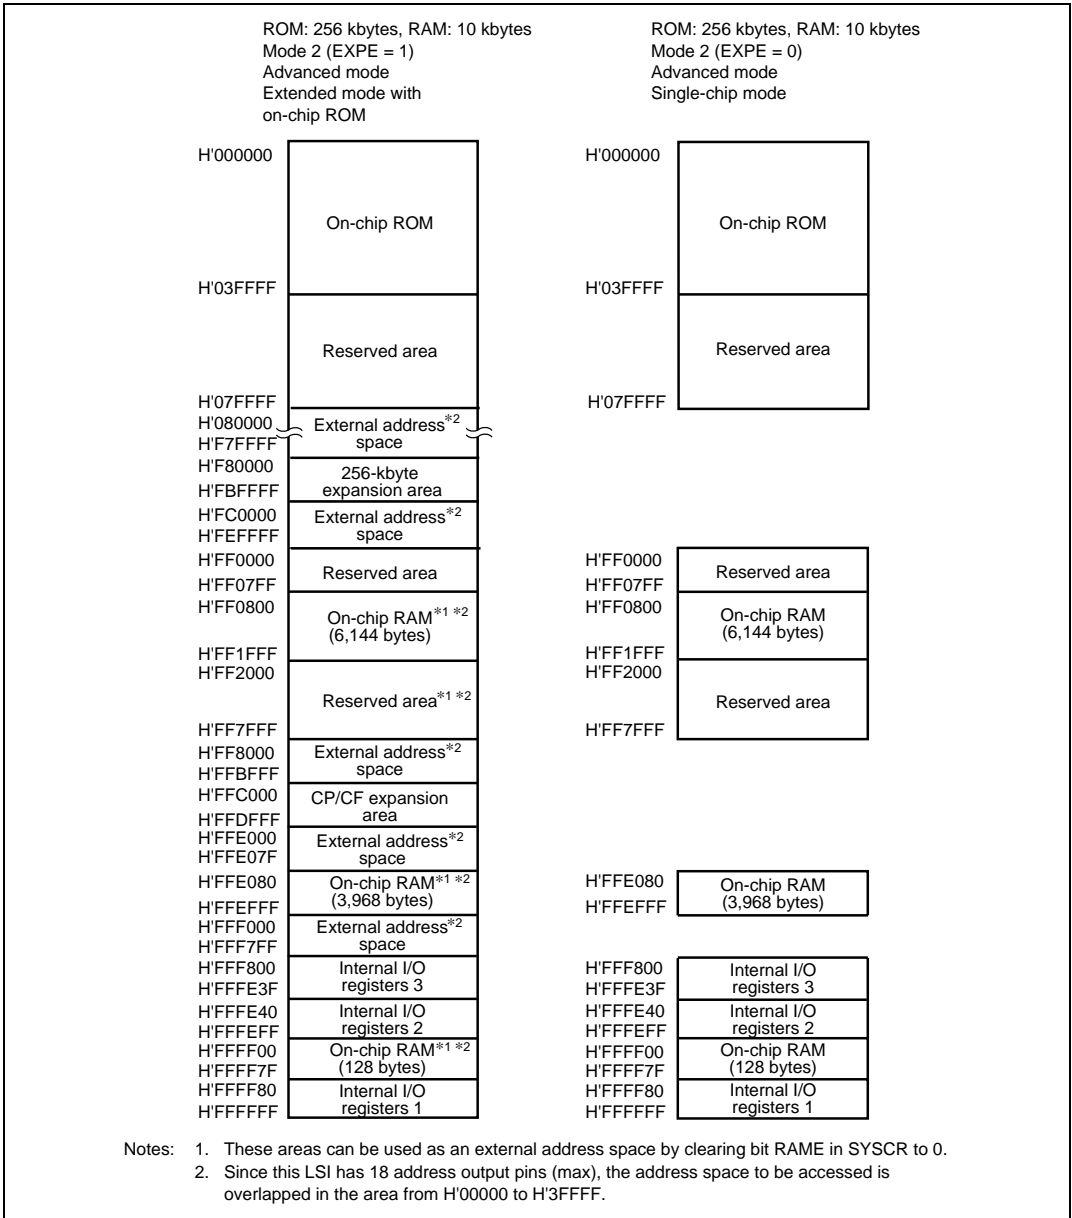 ROM: 256 kbytes, RAM: 10 kbytes
Mode 2 (EXPE = 1)
Advanced mode
Extended mode with
on-chip ROM
H'000000
On-chip ROM
H'03FFFF
Reserved area
H'07FFFF
H'080000
External address*2
space
H'F7FFFF
H'F80000
256-kbyte
expansion area
H'FBFFFF
H'FC0000
External address*2
space
H'FEFFFF
H'FF0000
Reserved area
H'FF07FF
H'FF0800
On-chip RAM*1 *2
(6,144 bytes)
H'FF1FFF
H'FF2000
Reserved area*1 *2
H'FF7FFF
H'FF8000
External address*2
space
H'FFBFFF
H'FFC000
CP/CF expansion
area
H'FFDFFF
H'FFE000
External address*2
space
H'FFE07F
H'FFE080
On-chip RAM*1 *2
(3,968 bytes)
H'FFEFFF
H'FFF000
External address*2
space
H'FFF7FF
H'FFF800
Internal I/O
registers 3
H'FFFE3F
H'FFFE40
Internal I/O
registers 2
H'FFFEFF
H'FFFF00
On-chip RAM*1 *2
(128 bytes)
H'FFFF7F
H'FFFF80
Internal I/O
registers 1
H'FFFFFF
ROM: 256 kbytes, RAM: 10 kbytes
Mode 2 (EXPE = 0)
Advanced mode
Single-chip mode
H'000000
On-chip ROM
H'03FFFF
Reserved area
H'07FFFF
H'FF0000
Reserved area
H'FF07FF
H'FF0800
On-chip RAM
(6,144 bytes)
H'FF1FFF
H'FF2000
Reserved area
H'FF7FFF
H'FFE080
On-chip RAM
(3,968 bytes)
H'FFEFFF
H'FFF800
Internal I/O
registers 3
H'FFFE3F
H'FFFE40
Internal I/O
registers 2
H'FFFEFF
H'FFFF00
On-chip RAM
(128 bytes)
H'FFFF7F
H'FFFF80
Internal I/O
registers 1
H'FFFFFF
Notes: 1. These areas can be used as an external address space by clearing bit RAME in SYSCR to 0.
2. Since this LSI has 18 address output pins (max), the address space to be accessed is
overlapped in the area from H'00000 to H'3FFFF.